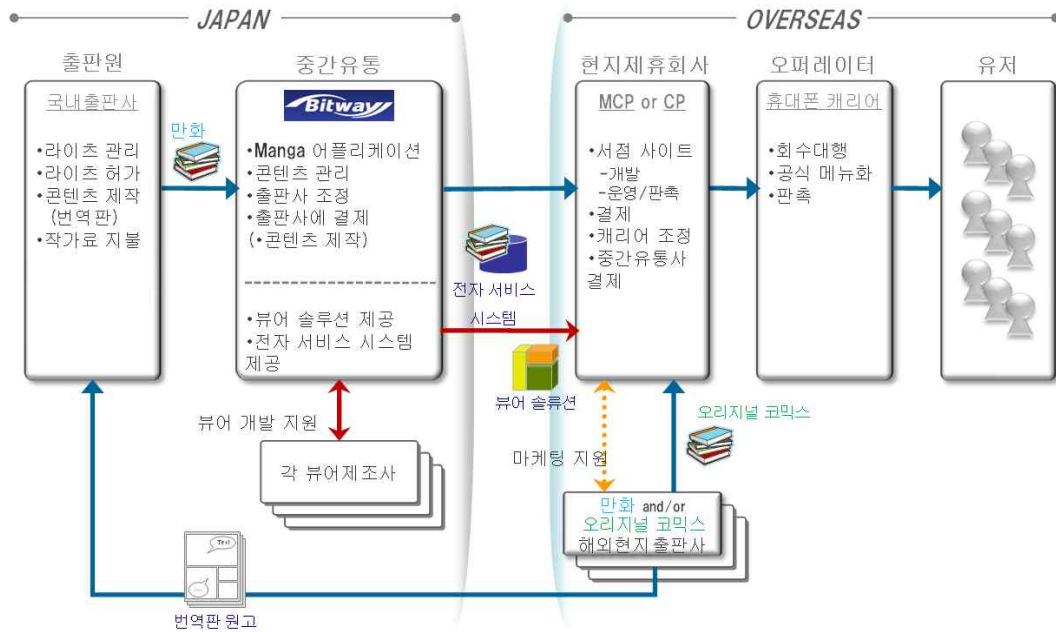 JAPAN
OVERSEAS
출판원
국내출판사
•라이츠 관리
•라이츠 허가
•콘텐츠 제작
(번역판)
•작가료 지불
만화
중간유통
Bitway
•Manga 어플리케이션
•콘텐츠 관리
•출판사 조정
•출판사에 결제
(•콘텐츠 제작)
•뷰어 솔루션 제공
•전자 서비스 시스템
제공
전자 서비스
시스템
뷰어 솔류션
뷰어 개발 지원
각 뷰어제조사
현지제휴회사
MCP or CP
•서점 사이트
-개발
-운영/판촉
•결제
•캐리어 조정
•중간유통사
결제
오퍼레이터
휴대폰 캐리어
•회수대행
•공식 메뉴화
•판촉
유저
오리지널 코믹스
마케팅 지원
만화 and/or
오리지널 코믹스
해외현지출판사
Text
번역판 원고